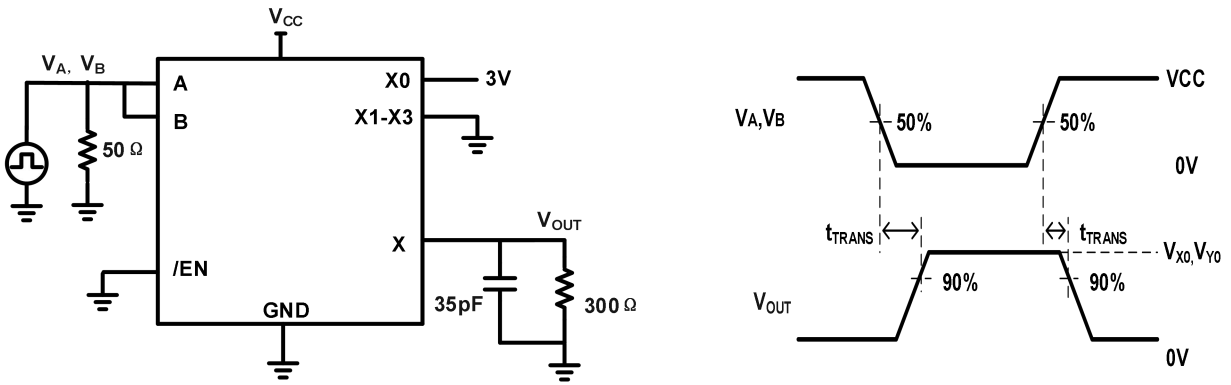 VCC
VA, VB
A
B
50 Ω
/EN
GND
X0
3V
X1-X3
X
VOUT
35pF
300 Ω
VA,VB
50%
50%
VCC
0V
tTRANS
tTRANS
VX0,VY0
VOUT
90%
90%
0V